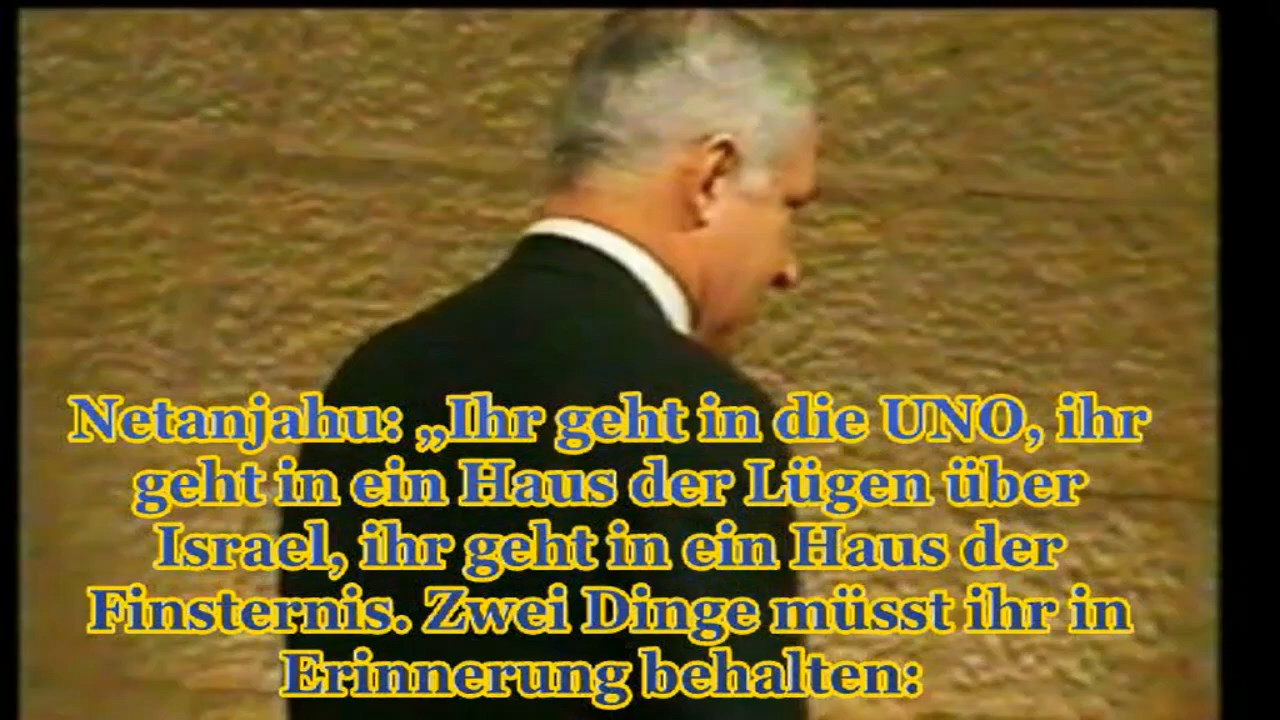 Netanjahu: „Ihr geht in die UNO, ihr
geht in ein Haus der Lügen über
Israel, ihr geht in ein Haus der
Finsternis. Zwei Dinge müsst ihr in
Erinnerung behalten: